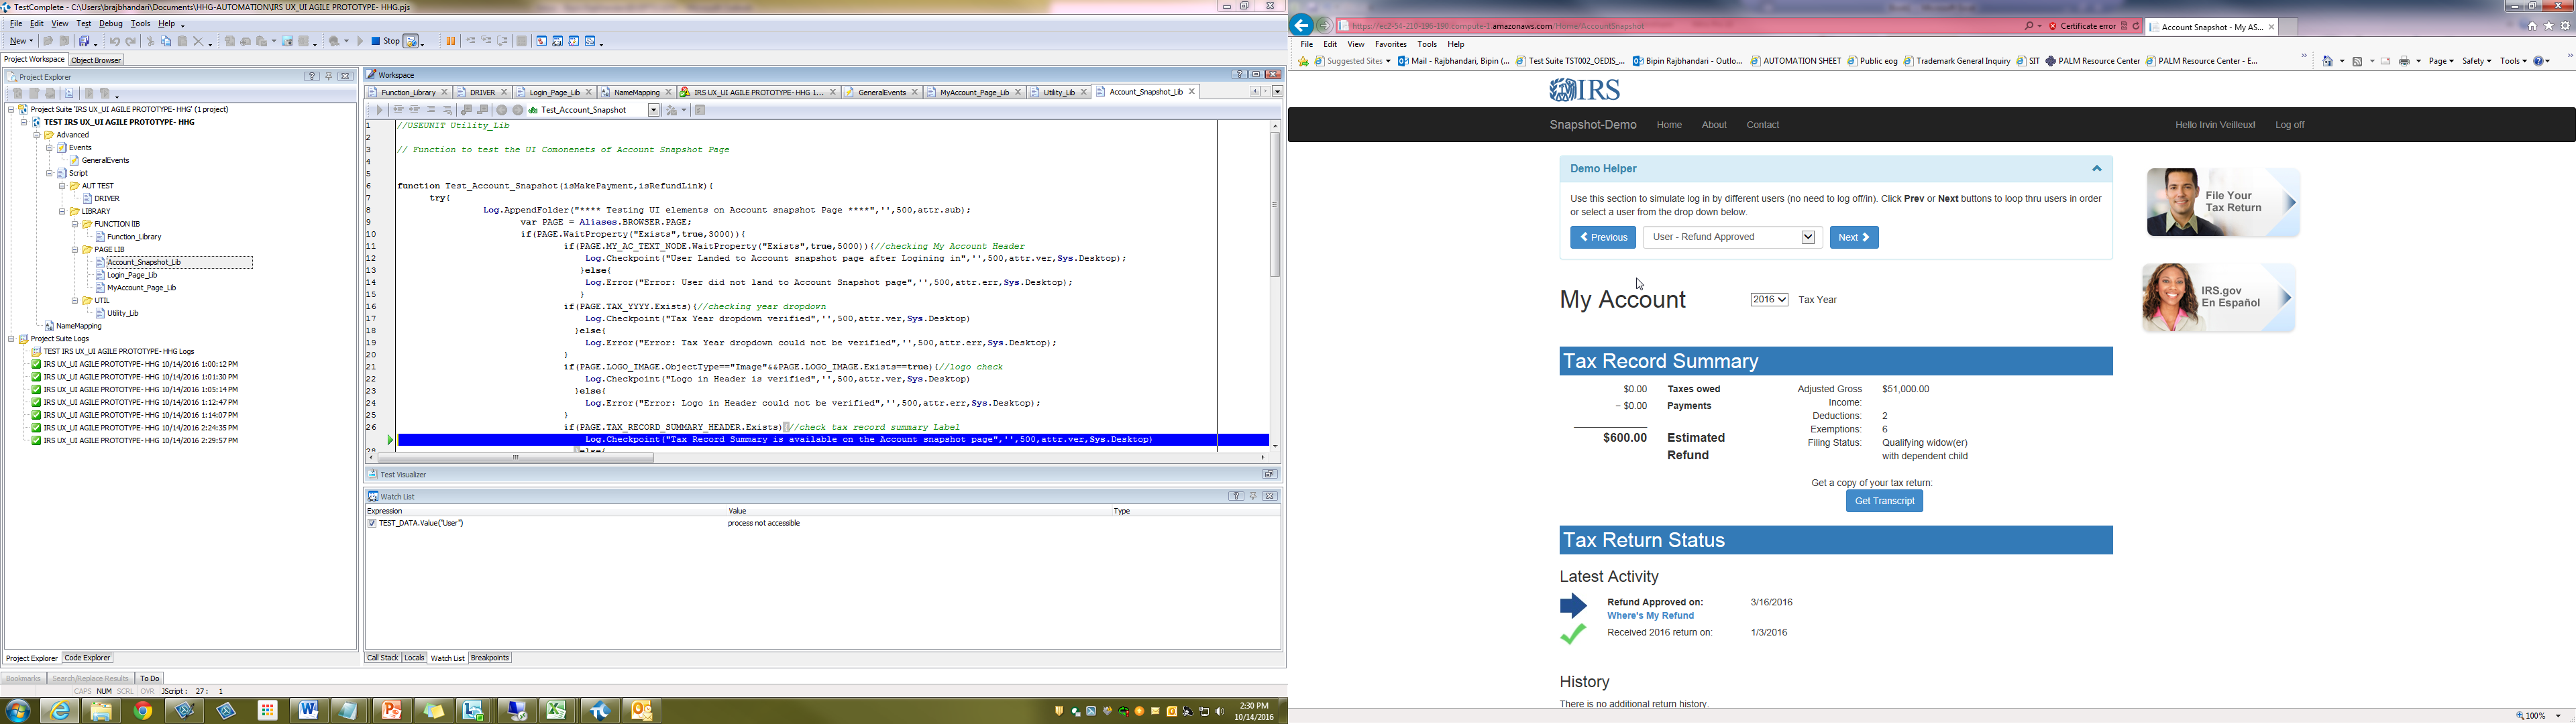 TestComplete - C:\Users\brajbhandari\Documents\HHG-AUTOMATION\IRS UX_UI AGILE PROTOTYPE- HHG.pjs
File Edit View Test Debug Tools Help
New Stop
Project Workspace Object Browser
Project Explorer
Project Suite 'IRS UX_UI AGILE PROTOTYPE- HHG' (1 project)
TEST IRS UX_UI AGILE PROTOTYPE- HHG
Advanced
Events
GeneralEvents
Script
AUT TEST
DRIVER
LIBRARY
FUNCTION lIB
Function_Library
PAGE LIB
Account_Snapshot_Lib
Login_Page_Lib
MyAccount_Page_Lib
UTIL
Utility_Lib
NameMapping
Project Suite Logs
TEST IRS UX_UI AGILE PROTOTYPE- HHG Logs
IRS UX_UI AGILE PROTOTYPE- HHG 10/14/2016 1:00:12 PM
IRS UX_UI AGILE PROTOTYPE- HHG 10/14/2016 1:01:30 PM
IRS UX_UI AGILE PROTOTYPE- HHG 10/14/2016 1:05:14 PM
IRS UX_UI AGILE PROTOTYPE- HHG 10/14/2016 1:12:47 PM
IRS UX_UI AGILE PROTOTYPE- HHG 10/14/2016 1:14:07 PM
IRS UX_UI AGILE PROTOTYPE- HHG 10/14/2016 2:24:35 PM
IRS UX_UI AGILE PROTOTYPE- HHG 10/14/2016 2:29:57 PM
Project Explorer Code Explorer
Workspace
Function_Library DRIVER Login_Page_Lib NameMapping IRS UX_UI AGILE PROTOTYPE- HHG 1... GeneralEvents MyAccount_Page_Lib Utility_Lib Account_Snapshot_Lib
Test_Account_Snapshot
1 //USEUNIT Utility_Lib
2
3 // Function to test the UI Comonenets of Account Snapshot Page
4
5
6 function Test_Account_Snapshot(isMakePayment,isRefundLink){
7 try{
8 Log.AppendFolder("**** Testing UI elements on Account snapshot Page ****",'',500,attr.sub);
9 var PAGE = Aliases.BROWSER.PAGE;
10 if(PAGE.WaitProperty("Exists",true,3000)){
11 if(PAGE.MY_AC_TEXT_NODE.WaitProperty("Exists",true,5000)){//checking My Account Header
12 Log.Checkpoint("User Landed to Account snapshot page after Logining in",'',500,attr.ver,Sys.Desktop);
13 }else{
14 Log.Error("Error: User did not land to Account Snapshot page",'',500,attr.err,Sys.Desktop);
15 }
16 if(PAGE.TAX_YYYY.Exists){//checking year dropdown
17 Log.Checkpoint("Tax Year dropdown verified",'',500,attr.ver,Sys.Desktop)
18 }else{
19 Log.Error("Error: Tax Year dropdown could not be verified",'',500,attr.err,Sys.Desktop);
20 }
21 if(PAGE.LOGO_IMAGE.ObjectType=="Image"&&PAGE.LOGO_IMAGE.Exists==true){//logo check
22 Log.Checkpoint("Logo in Header is verified",'',500,attr.ver,Sys.Desktop)
23 }else{
24 Log.Error("Error: Logo in Header could not be verified",'',500,attr.err,Sys.Desktop);
25 }
26 if(PAGE.TAX_RECORD_SUMMARY_HEADER.Exists){//check tax record summary Label
Log.Checkpoint("Tax Record Summary is available on the Account snapshot page",'',500,attr.ver,Sys.Desktop)
28 }else{
Test Visualizer
Watch List
Expression Value Type
TEST_DATA.Value("User") process not accessible
Call Stack Locals Watch List Breakpoints
Bookmarks Search/Replace Results To Do
CAPS NUM SCRL OVR JScript : 27 : 1
2:30 PM
10/14/2016
https://ec2-54-210-196-190.compute-1.amazonaws.com/Home/AccountSnapshot Certificate error Account Snapshot - My AS...
File Edit View Favorites Tools Help
Suggested Sites Mail - Rajbhandari, Bipin (... Test Suite TST002_OEDIS_... Bipin Rajbhandari - Outlo... AUTOMATION SHEET Public eog Trademark General Inquiry SIT PALM Resource Center PALM Resource Center - E... Page Safety Tools
IRS
Snapshot-Demo Home About Contact Hello Irvin Veilleux! Log off
Demo Helper
Use this section to simulate log in by different users (no need to log off/in). Click Prev or Next buttons to loop thru users in order
or select a user from the drop down below.
Previous User - Refund Approved Next
File Your
Tax Return
IRS.gov
En Español
My Account 2016 Tax Year
Tax Record Summary
$0.00 Taxes owed
− $0.00 Payments
$600.00 Estimated
Refund
Adjusted Gross $51,000.00
Income:
Deductions: 2
Exemptions: 6
Filing Status: Qualifying widow(er)
with dependent child
Get a copy of your tax return:
Get Transcript
Tax Return Status
Latest Activity
Refund Approved on: 3/16/2016
Where's My Refund
Received 2016 return on: 1/3/2016
History
There is no additional return history.
100%